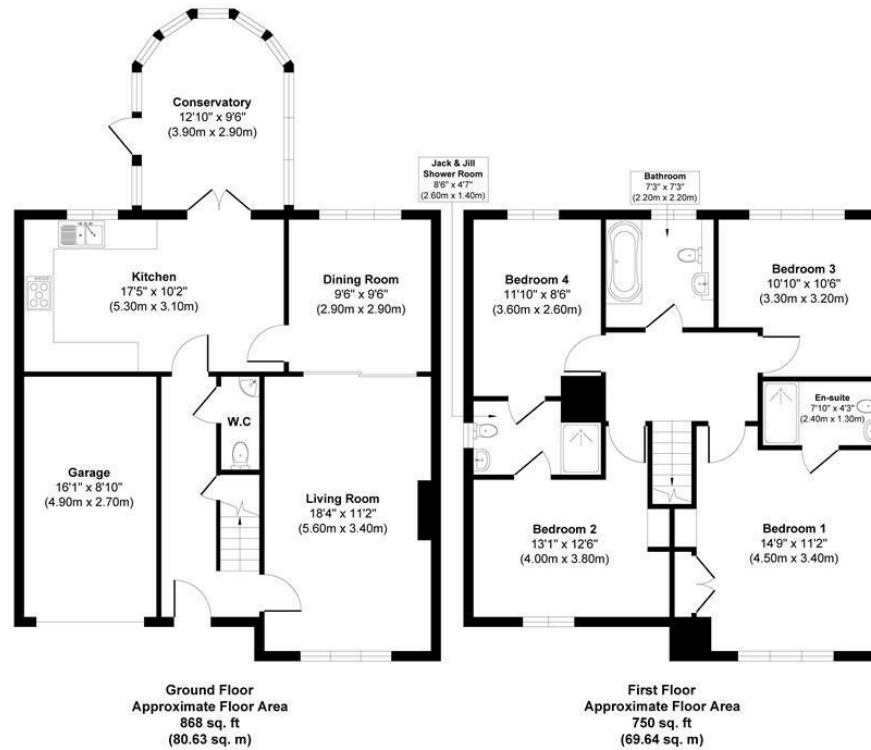 Conservatory
12'10" x 9'6"
(3.90m x 2.90m)
Kitchen
17'5" x 10'2"
(5.30m x 3.10m)
Dining Room
9'6" x 9'6"
(2.90m x 2.90m)
W.C
Garage
16'1" x 8'10"
(4.90m x 2.70m)
Living Room
18'4" x 11'2"
(5.60m x 3.40m)
Ground Floor
Approximate Floor Area
868 sq. ft
(80.63 sq. m)
Jack & Jill
Shower Room
8'6" x 4'7"
(2.60m x 1.40m)
Bathroom
7'3" x 7'3"
(2.20m x 2.20m)
Bedroom 4
11'10" x 8'6"
(3.60m x 2.60m)
Bedroom 3
10'10" x 10'6"
(3.30m x 3.20m)
En-suite
7'10" x 4'3"
(2.40m x 1.30m)
Bedroom 2
13'1" x 12'6"
(4.00m x 3.80m)
Bedroom 1
14'9" x 11'2"
(4.50m x 3.40m)
First Floor
Approximate Floor Area
750 sq. ft
(69.64 sq. m)